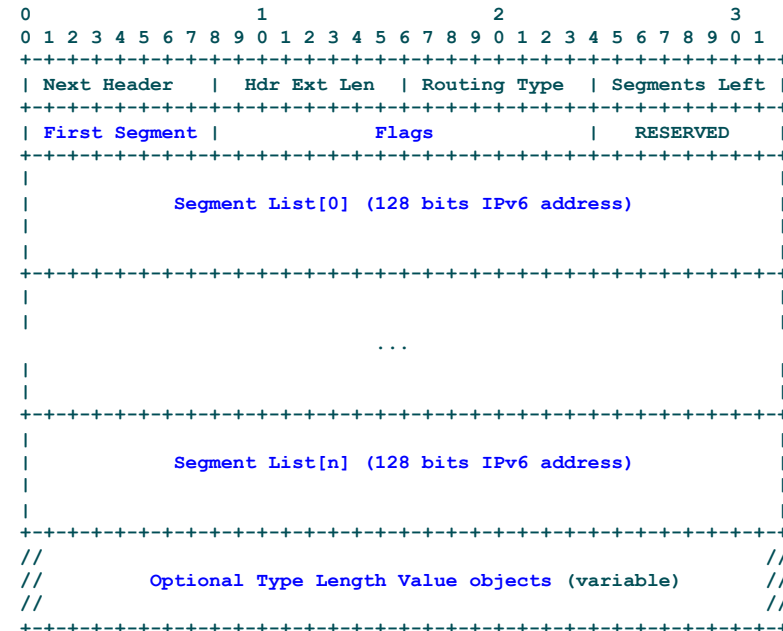 0                   1                   2                   3
0 1 2 3 4 5 6 7 8 9 0 1 2 3 4 5 6 7 8 9 0 1 2 3 4 5 6 7 8 9 0 1
+-+-+-+-+-+-+-+-+-+-+-+-+-+-+-+-+-+-+-+-+-+-+-+-+-+-+-+-+-+-+-+-+
| Next Header   |  Hdr Ext Len  | Routing Type  | Segments Left |
+-+-+-+-+-+-+-+-+-+-+-+-+-+-+-+-+-+-+-+-+-+-+-+-+-+-+-+-+-+-+-+-+
| First Segment |             Flags             |   RESERVED    |
+-+-+-+-+-+-+-+-+-+-+-+-+-+-+-+-+-+-+-+-+-+-+-+-+-+-+-+-+-+-+-+-+
|                                                               |
|            Segment List[0] (128 bits IPv6 address)            |
|                                                               |
|                                                               |
+-+-+-+-+-+-+-+-+-+-+-+-+-+-+-+-+-+-+-+-+-+-+-+-+-+-+-+-+-+-+-+-+
|                                                               |
|                                                               |
                              ...
|                                                               |
|                                                               |
+-+-+-+-+-+-+-+-+-+-+-+-+-+-+-+-+-+-+-+-+-+-+-+-+-+-+-+-+-+-+-+-+
|                                                               |
|            Segment List[n] (128 bits IPv6 address)            |
|                                                               |
|                                                               |
+-+-+-+-+-+-+-+-+-+-+-+-+-+-+-+-+-+-+-+-+-+-+-+-+-+-+-+-+-+-+-+-+
//                                                             //
//         Optional Type Length Value objects (variable)       //
//                                                             //
+-+-+-+-+-+-+-+-+-+-+-+-+-+-+-+-+-+-+-+-+-+-+-+-+-+-+-+-+-+-+-+-+